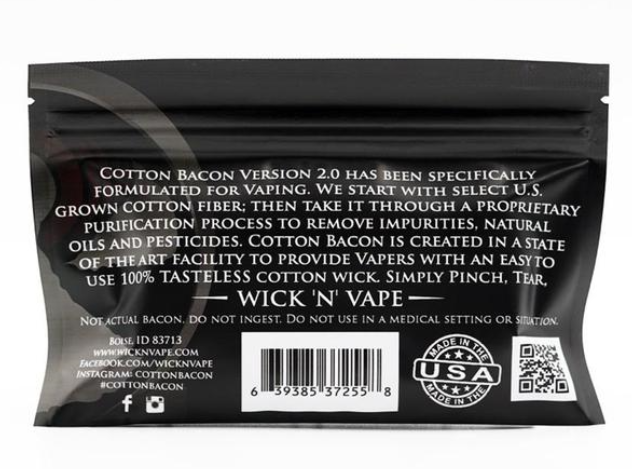 COTTON BACON VERSION 2.0 HAS BEEN SPECIFICALLY
FORMULATED FOR VAPING. WE START WITH SELECT U.S.
GROWN COTTON FIBER; THEN TAKE IT THROUGH A PROPRIETARY
PURIFICATION PROCESS TO REMOVE IMPURITIES, NATURAL
OILS AND PESTICIDES. COTTON BACON IS CREATED IN A STATE
OF THE ART FACILITY TO PROVIDE VAPERS WITH AN EASY TO
USE 100% TASTELESS COTTON WICK. SIMPLY PINCH, TEAR,
WICK 'N' VAPE
NOT ACTUAL BACON. DO NOT INGEST. DO NOT USE IN A MEDICAL SETTING OR SITUATION.
BOISE, ID 83713
WWW.WICKNVAPE.COM
FACEBOOK.COM/WICKNVAPE
INSTAGRAM: COTTONBACON
#COTTONBACON
6 39385 37255 8
MADE IN THE
USA
MADE IN THE